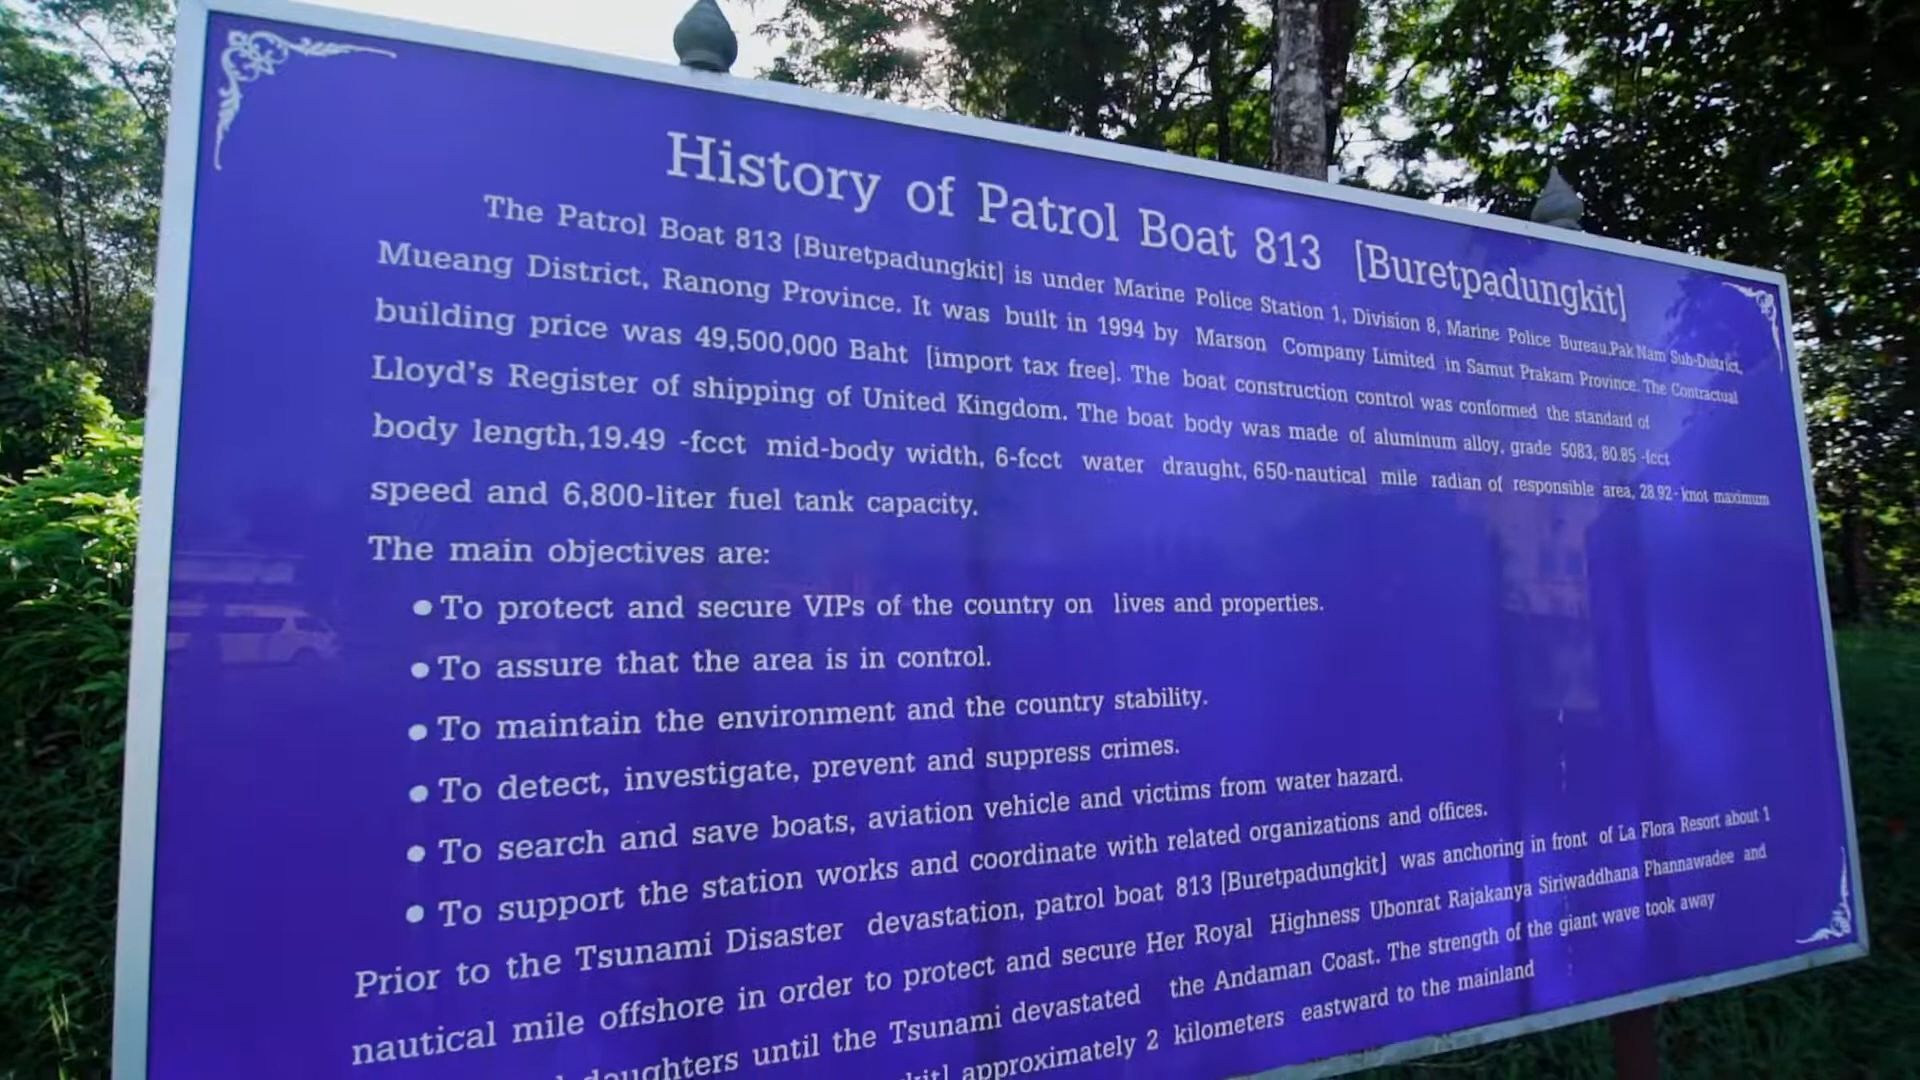 History of Patrol Boat 813 [Buretpadungkit]
The Patrol Boat 813 [Buretpadungkit] is under Marine Police Station 1, Division 8, Marine Police Bureau,Pak Nam Sub-District,
Mueang District, Ranong Province. It was built in 1994 by Marson Company Limited in Samut Prakam Province. The Contractual
building price was 49,500,000 Baht [import tax free]. The boat construction control was conformed the standard of
Lloyd's Register of shipping of United Kingdom. The boat body was made of aluminum alloy, grade 5083, 80.85 -fcct
body length,19.49 -fcct mid-body width, 6-fcct water draught, 650-nautical mile radian of responsible area, 28.92- knot maximum
speed and 6,800-liter fuel tank capacity.
The main objectives are:
● To protect and secure VIPs of the country on lives and properties.
● To assure that the area is in control.
● To maintain the environment and the country stability.
● To detect, investigate, prevent and suppress crimes.
● To search and save boats, aviation vehicle and victims from water hazard.
● To support the station works and coordinate with related organizations and offices.
Prior to the Tsunami Disaster devastation, patrol boat 813 [Buretpadungkit] was anchoring in front of La Flora Resort about 1
nautical mile offshore in order to protect and secure Her Royal Highness Ubonrat Rajakanya Siriwaddhana Phannawadee and
daughters until the Tsunami devastated the Andaman Coast. The strength of the giant wave took away
approximately 2 kilometers eastward to the mainland